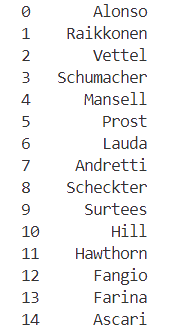 0 Alonso
1 Raikkonen
2 Vettel
3 Schumacher
4 Mansell
5 Prost
6 Lauda
7 Andretti
8 Scheckter
9 Surtees
10 Hill
11 Hawthorn
12 Fangio
13 Farina
14 Ascari